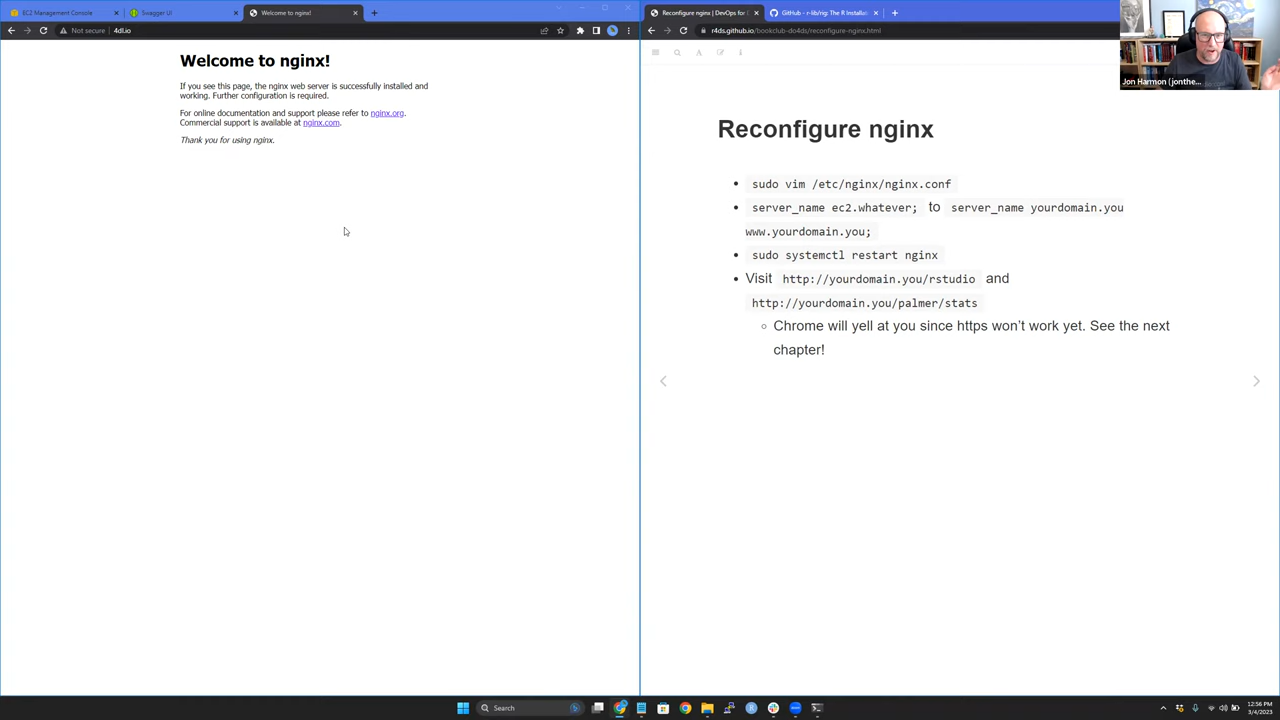 EC2 Management Console
Swagger UI
Welcome to nginx!
Not secure
4dl.io
Welcome to nginx!
If you see this page, the nginx web server is successfully installed and
working. Further configuration is required.
For online documentation and support please refer to nginx.org.
Commercial support is available at nginx.com.
Thank you for using nginx.
Reconfigure nginx | DevOps for D
GitHub - r-lib/rig: The R Installat
r4ds.github.io/bookclub-do4ds/reconfigure-nginx.html
Jon Harmon (jonthe...
Reconfigure nginx
• sudo vim /etc/nginx/nginx.conf
• server_name ec2.whatever; to server_name yourdomain.you
www.yourdomain.you;
• sudo systemctl restart nginx
• Visit http://yourdomain.you/rstudio and
http://yourdomain.you/palmer/stats
◦ Chrome will yell at you since https won't work yet. See the next
chapter!
Search
12:56 PM
3/4/2023